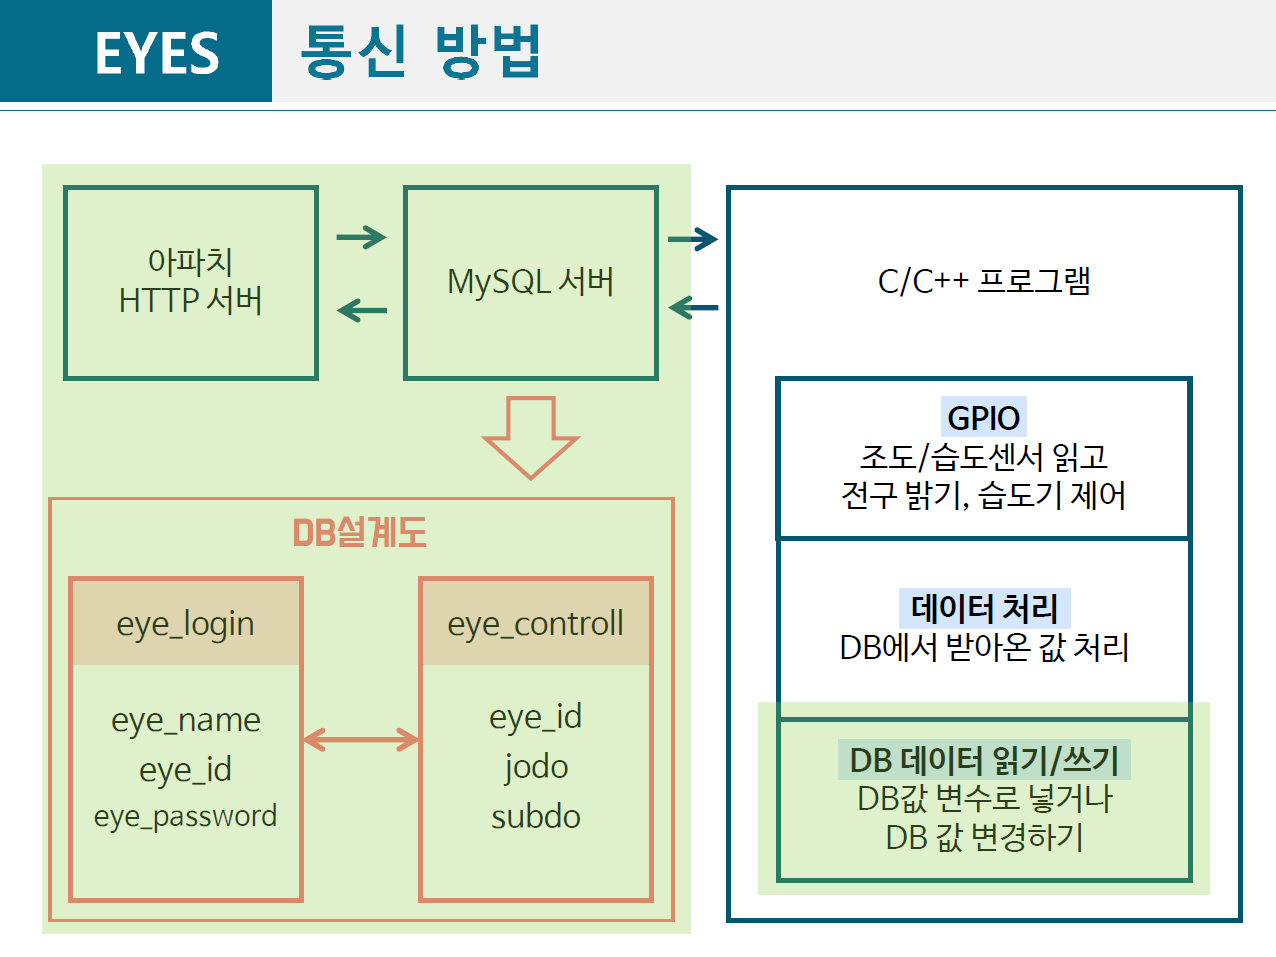 EYES
통신 방법
아파치
HTTP 서버
MySQL 서버
C/C++ 프로그램
GPIO
조도/습도센서 읽고
전구 밝기, 습도기 제어
데이터 처리
DB에서 받아온 값 처리
DB 데이터 읽기/쓰기
DB값 변수로 넣거나
DB 값 변경하기
DB설계도
eye_login
eye_name
eye_id
eye_password
eye_controll
eye_id
jodo
subdo